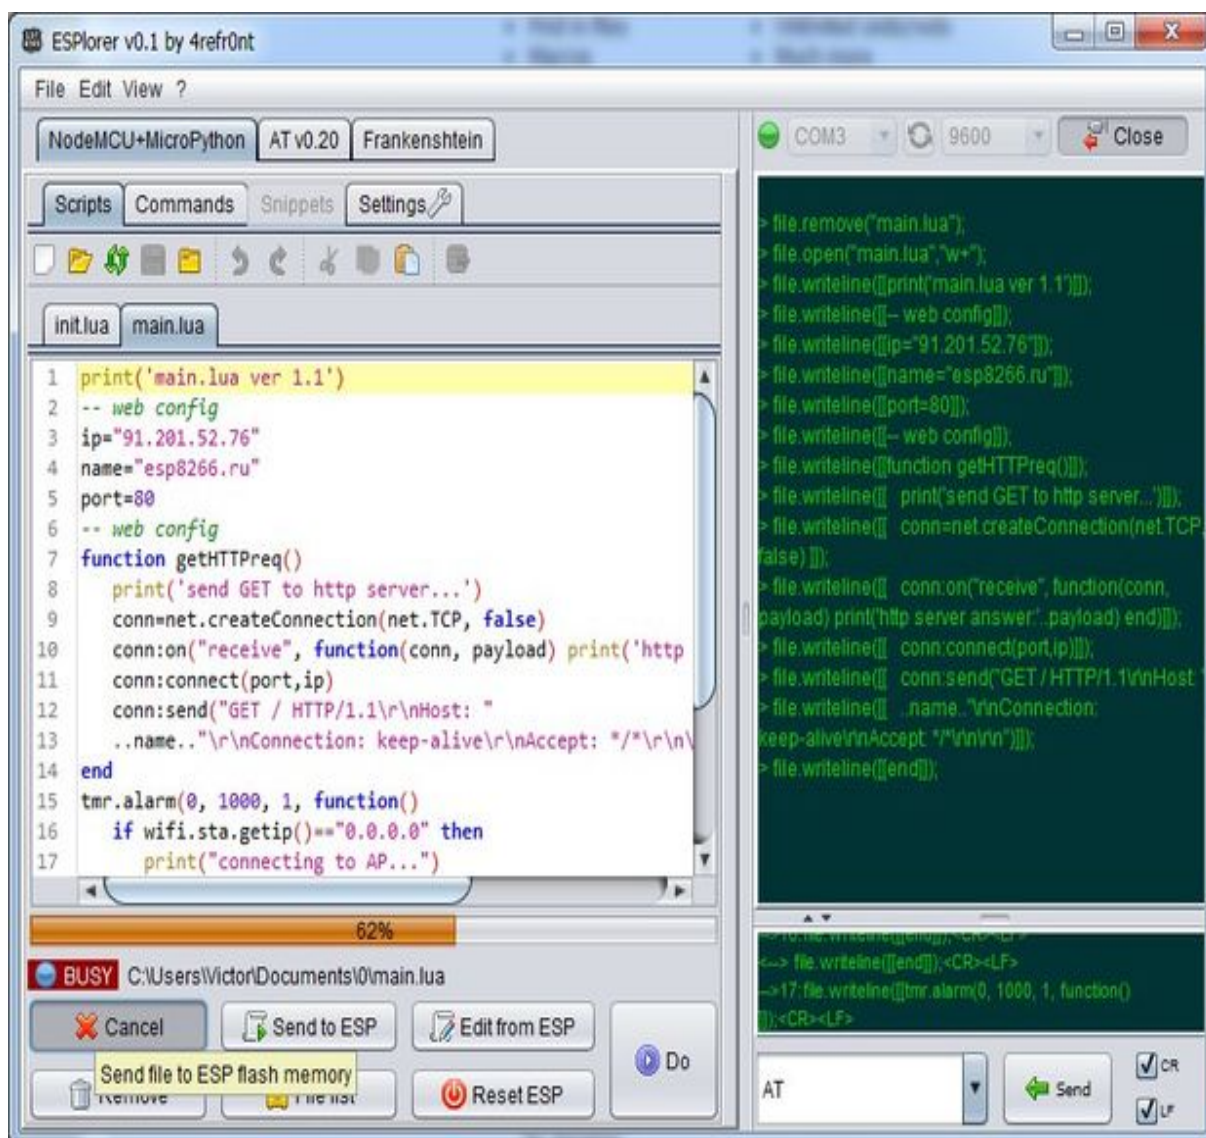 ESPlorer v0.1 by 4refr0nt
File Edit View ?
NodeMCU+MicroPython AT v0.20 Frankenshtein
Scripts Commands Snippets Settings
init.lua main.lua
1 print('main.lua ver 1.1')
2 -- web config
3 ip="91.201.52.76"
4 name="esp8266.ru"
5 port=80
6 -- web config
7 function getHTTPreq()
8 print('send GET to http server...')
9 conn=net.createConnection(net.TCP, false)
10 conn:on("receive", function(conn, payload) print('http
11 conn:connect(port,ip)
12 conn:send("GET / HTTP/1.1\r\nHost: "
13 ..name.."\r\nConnection: keep-alive\r\nAccept: */*\r\n\
14 end
15 tmr.alarm(0, 1000, 1, function()
16 if wifi.sta.getip()=="0.0.0.0" then
17 print("connecting to AP...")
62%
BUSY C:\Users\Victor\Documents\0\main.lua
Cancel Send to ESP Edit from ESP
Do
Send file to ESP flash memory
Remove File list Reset ESP
COM3 9600 Close
> file.remove("main.lua");
> file.open("main.lua","w+");
> file.writeline([[print('main.lua ver 1.1')]]);
> file.writeline([[-- web config]]);
> file.writeline([[ip="91.201.52.76"]]);
> file.writeline([[name="esp8266.ru"]]);
> file.writeline([[port=80]]);
> file.writeline([[-- web config]]);
> file.writeline([[function getHTTPreq()]]);
> file.writeline([[ print('send GET to http server...')]]);
> file.writeline([[ conn=net.createConnection(net.TCP,
false) ]]);
> file.writeline([[ conn:on("receive", function(conn,
payload) print('http server answer:'..payload) end)]]);
> file.writeline([[ conn:connect(port,ip)]]);
> file.writeline([[ conn:send("GET / HTTP/1.1\r\nHost: "
> file.writeline([[ ..name.."\r\nConnection:
keep-alive\r\nAccept: */*\r\n\r\n")]]);
> file.writeline([[end]]);
<--> file.writeline([[end]]);<CR><LF>
-->17:file.writeline([[tmr.alarm(0, 1000, 1, function()
]]);<CR><LF>
AT Send CR
LF